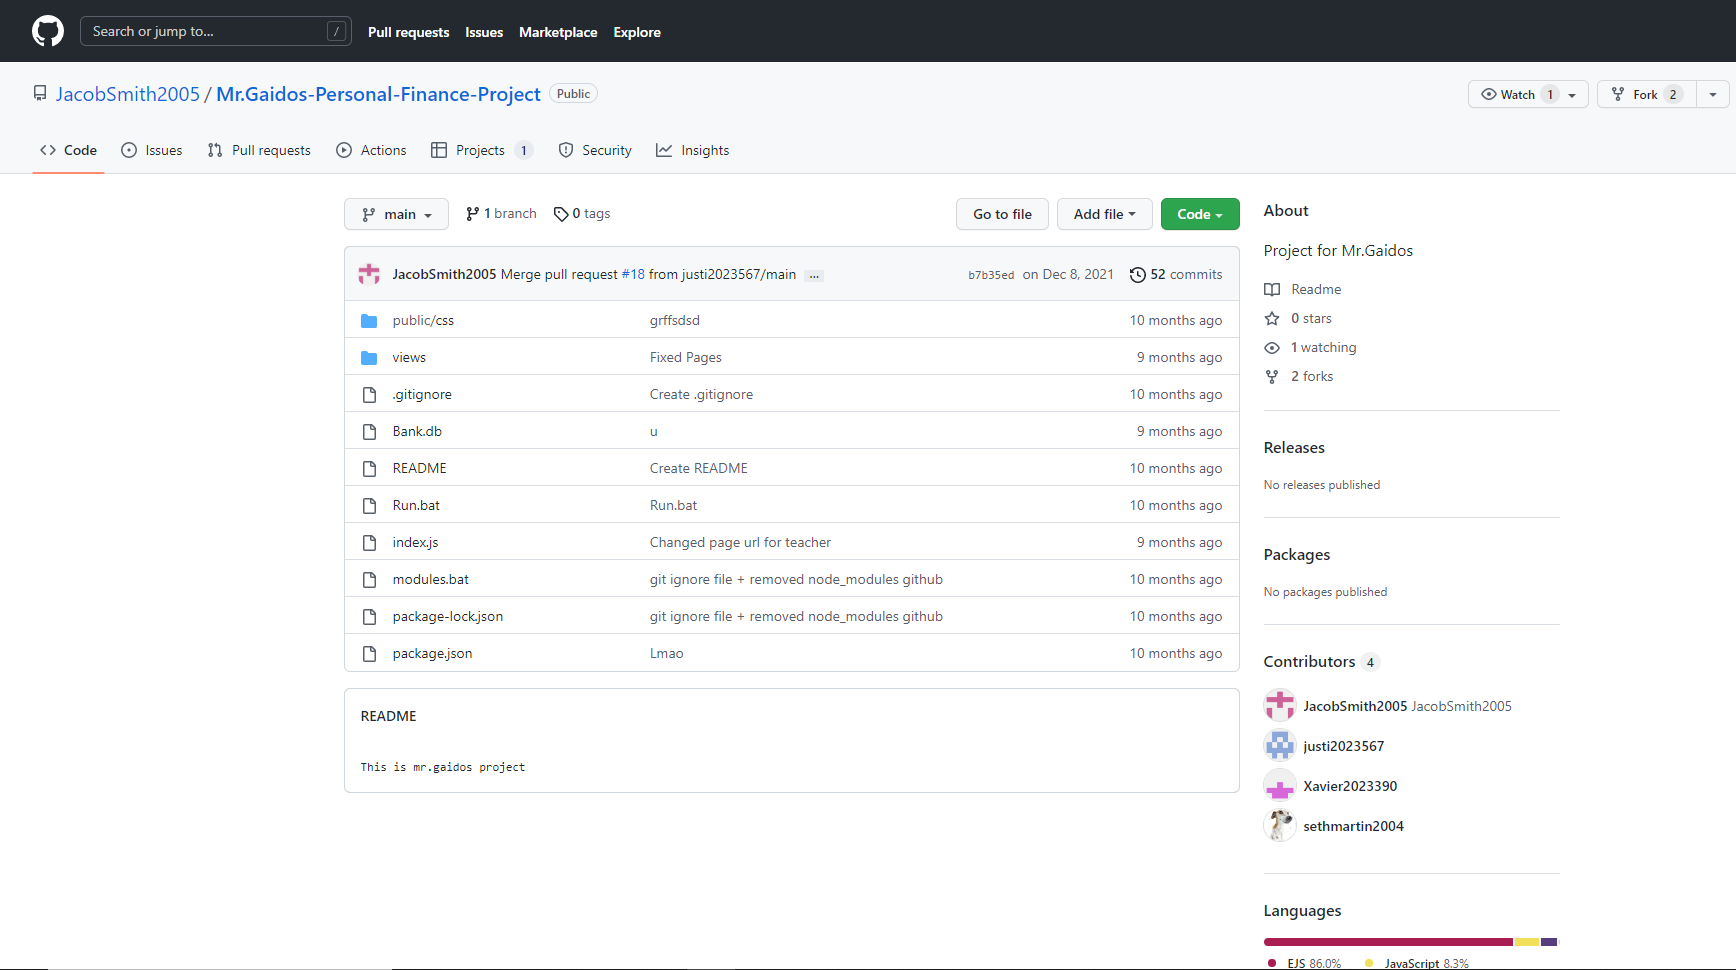 Search or jump to... /
Pull requests Issues Marketplace Explore
JacobSmith2005 / Mr.Gaidos-Personal-Finance-Project Public
Watch 1 Fork 2
Code Issues Pull requests Actions Projects 1 Security Insights
main 1 branch 0 tags Go to file Add file Code
JacobSmith2005 Merge pull request #18 from justi2023567/main ... b7b35ed on Dec 8, 2021 52 commits
public/css grffsdsd 10 months ago
views Fixed Pages 9 months ago
.gitignore Create .gitignore 10 months ago
Bank.db u 9 months ago
README Create README 10 months ago
Run.bat Run.bat 10 months ago
index.js Changed page url for teacher 9 months ago
modules.bat git ignore file + removed node_modules github 10 months ago
package-lock.json git ignore file + removed node_modules github 10 months ago
package.json Lmao 10 months ago
README
This is mr.gaidos project
About
Project for Mr.Gaidos
Readme
0 stars
1 watching
2 forks
Releases
No releases published
Packages
No packages published
Contributors 4
JacobSmith2005 JacobSmith2005
justi2023567
Xavier2023390
sethmartin2004
Languages
EJS 86.0% JavaScript 8.3%